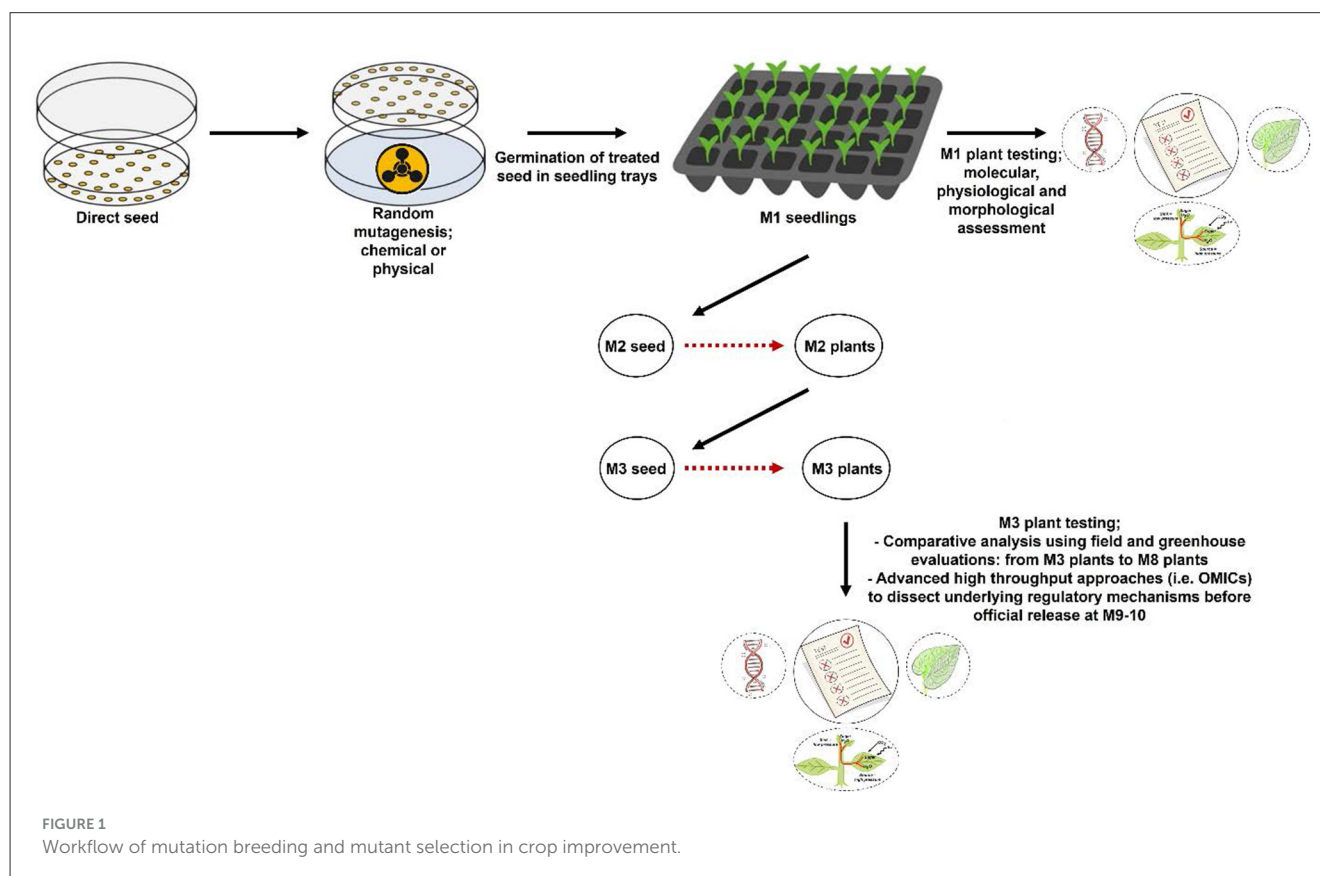 Direct seed
Random
mutagenesis;
chemical or
physical
Germination of treated
seed in seedling trays
M1 seedlings
M1 plant testing;
molecular,
physiological and
morphological
assessment
M2 seed
M2 plants
M3 seed
M3 plants
M3 plant testing;
- Comparative analysis using field and greenhouse
evaluations: from M3 plants to M8 plants
- Advanced high throughput approaches (i.e. OMICs)
to dissect underlying regulatory mechanisms before
official release at M9-10
FIGURE 1
Workflow of mutation breeding and mutant selection in crop improvement.